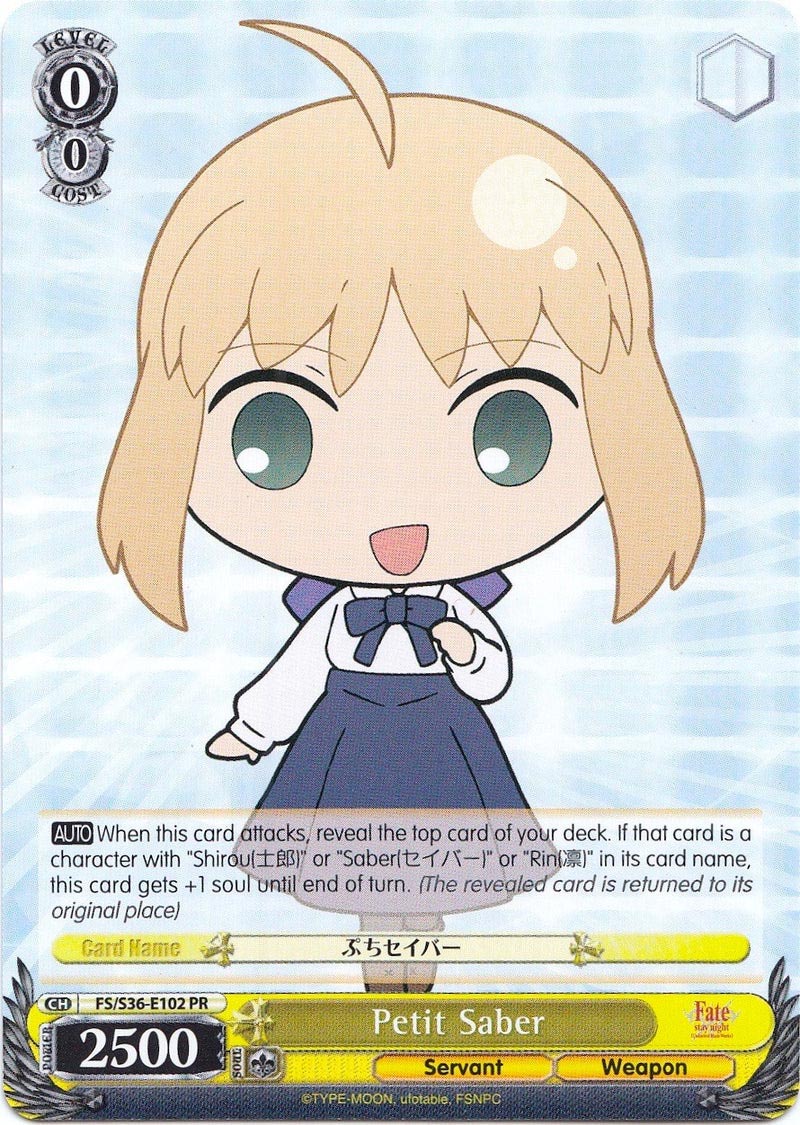 LEVEL
0
0
COST
AUTO When this card attacks, reveal the top card of your deck. If that card is a
character with "Shirou(士郎)" or "Saber(セイバー)" or "Rin(凛)" in its card name,
this card gets +1 soul until end of turn. (The revealed card is returned to its
original place)
Card Name ぷちセイバー
CH FS/S36-E102 PR
Petit Saber
Fate
stay night
[Unlimited Blade Works]
POWER 2500 SOUL
Servant Weapon
©TYPE-MOON, ufotable, FSNPC